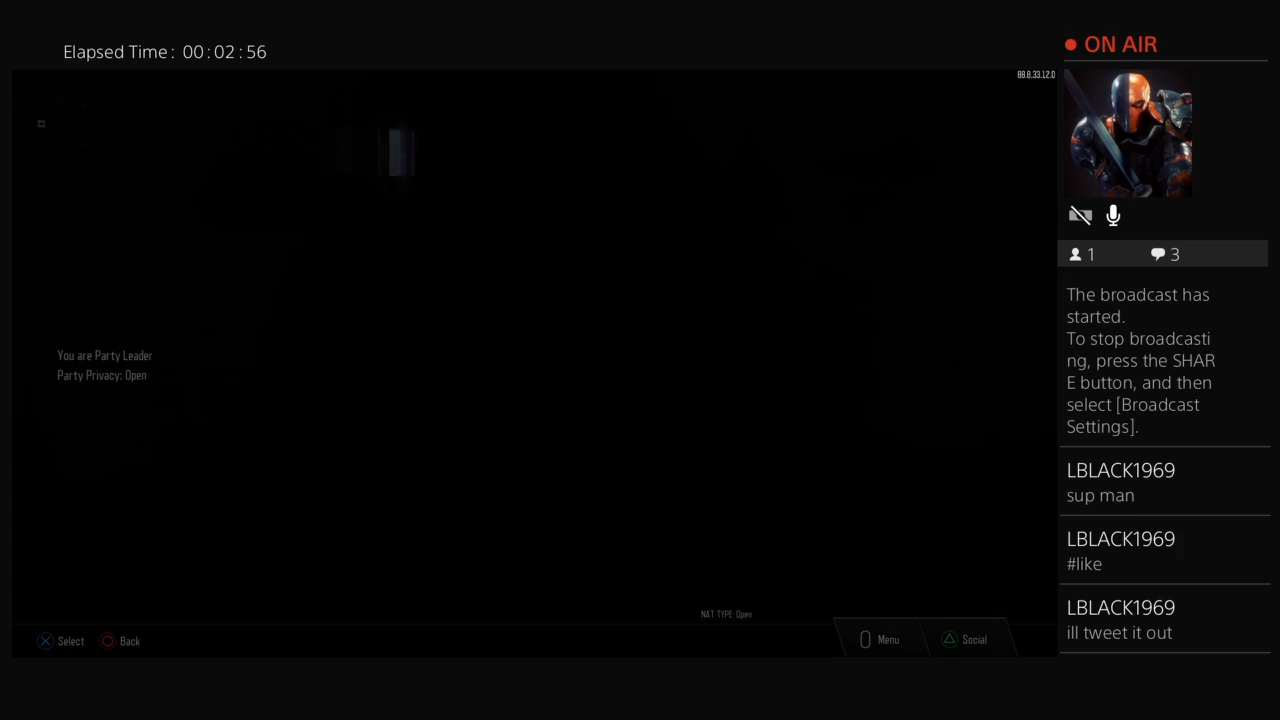 Elapsed Time: 00:02:56
ON AIR
88.8.33.12.0
1
3
The broadcast has
started.
To stop broadcasti
ng, press the SHAR
E button, and then
select [Broadcast
Settings].
LBLACK1969
sup man
LBLACK1969
#like
LBLACK1969
ill tweet it out
You are Party Leader
Party Privacy: Open
NAT TYPE: Open
Select
Back
Menu
Social